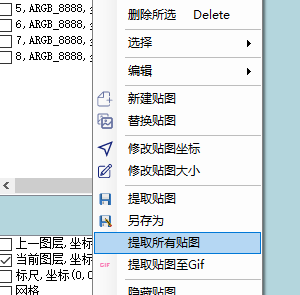 5,ARGB_8888,
6,ARGB_8888,
7,ARGB_8888,
8,ARGB_8888,
上一图层,坐标
当前图层,坐标
标尺,坐标(0,0
网格
删除所选 Delete
选择
编辑
新建贴图
替换贴图
修改贴图坐标
修改贴图大小
提取贴图
另存为
提取所有贴图
GIF 提取贴图至Gif
隐藏贴图